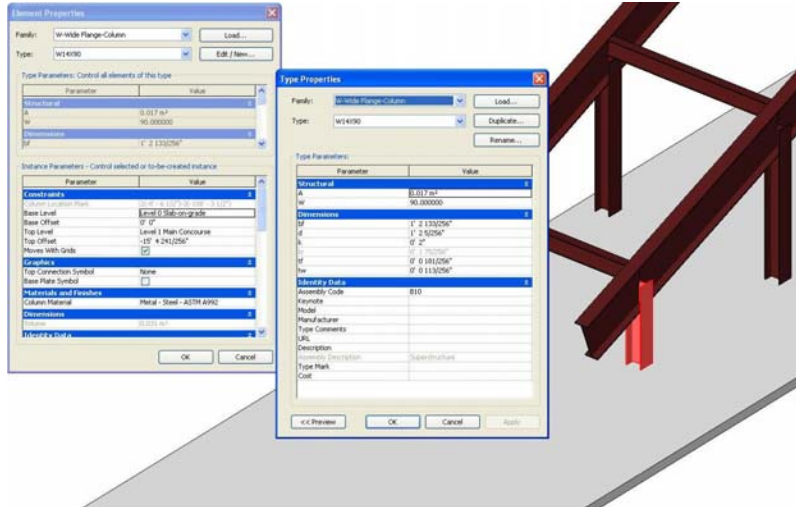 Element Properties
Family: W-Wide Flange-Column Load...
Type: W14X90 Edit / New...
Type Parameters: Control all elements of this type
Parameter Value
Structural
A 0.017 m²
W 90.000000
Dimensions
bf 1' 2 133/256"
Instance Parameters - Control selected or to-be-created instance
Parameter Value
Constraints
Column Location Mark
Base Level Level 0 Slab-on-grade
Base Offset 0' 0"
Top Level Level 1 Main Concourse
Top Offset -15' 4 241/256"
Moves With Grids
Graphics
Top Connection Symbol None
Base Plate Symbol
Materials and Finishes
Column Material Metal - Steel - ASTM A992
Dimensions
Volume
Identity Data
OK Cancel
Type Properties
Family: W-Wide Flange-Column Load...
Type: W14X90 Duplicate...
Rename...
Type Parameters:
Parameter Value
Structural
A 0.017 m²
W 90.000000
Dimensions
bf 1' 2 133/256"
d 1' 2 5/256"
k 0' 2"
tf 0' 0 181/256"
tw 0' 0 113/256"
Identity Data
Assembly Code B10
Keynote
Model
Manufacturer
Type Comments
URL
Description
Assembly Description Superstructure
Type Mark
Cost
<< Preview OK Cancel Apply